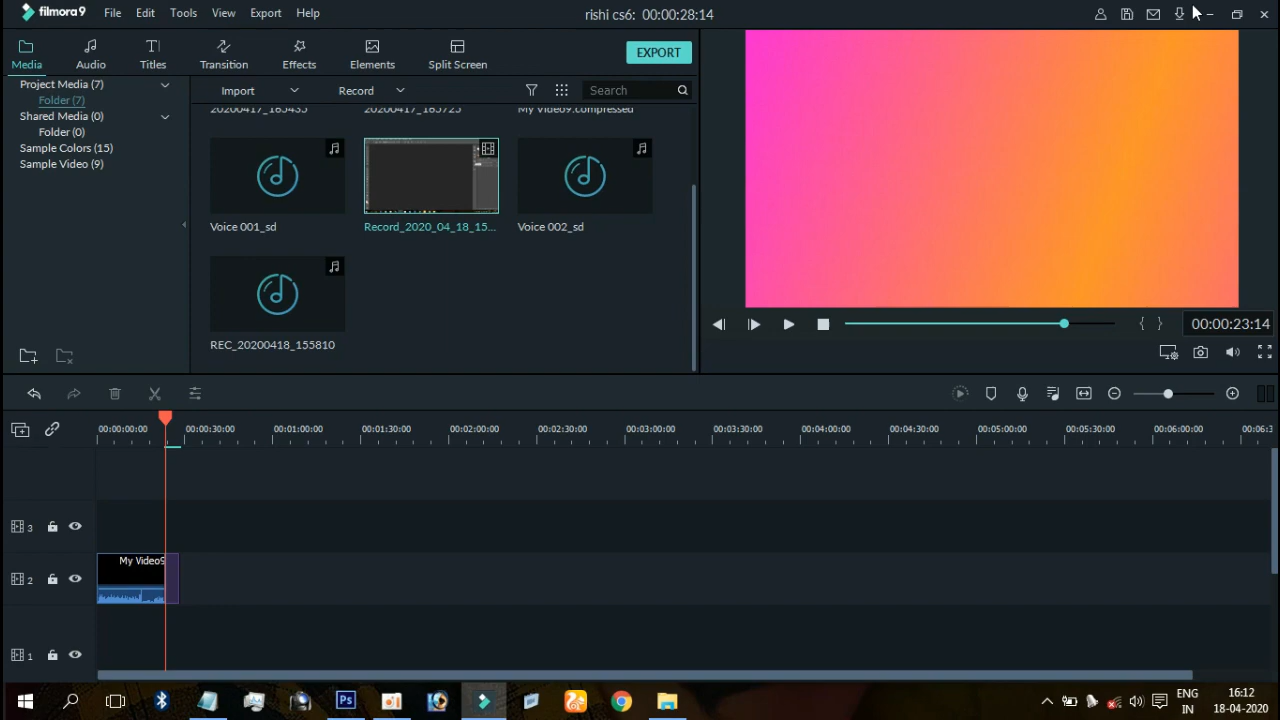 filmora9 File Edit Tools View Export Help rishi cs6: 00:00:28:14
Media Audio Titles Transition Effects Elements Split Screen EXPORT
Project Media (7)
Folder (7)
Shared Media (0)
Folder (0)
Sample Colors (15)
Sample Video (9)
Import Record Search
20200417_185435 20200417_185725 My Video9.compressed
Voice 001_sd Record_2020_04_18_15... Voice 002_sd
REC_20200418_155810
00:00:23:14
00:00:00:00 00:00:30:00 00:01:00:00 00:01:30:00 00:02:00:00 00:02:30:00 00:03:00:00 00:03:30:00 00:04:00:00 00:04:30:00 00:05:00:00 00:05:30:00 00:06:00:00 00:06:3
3
My Video9
2
1
Ps
ENG
IN
16:12
18-04-2020